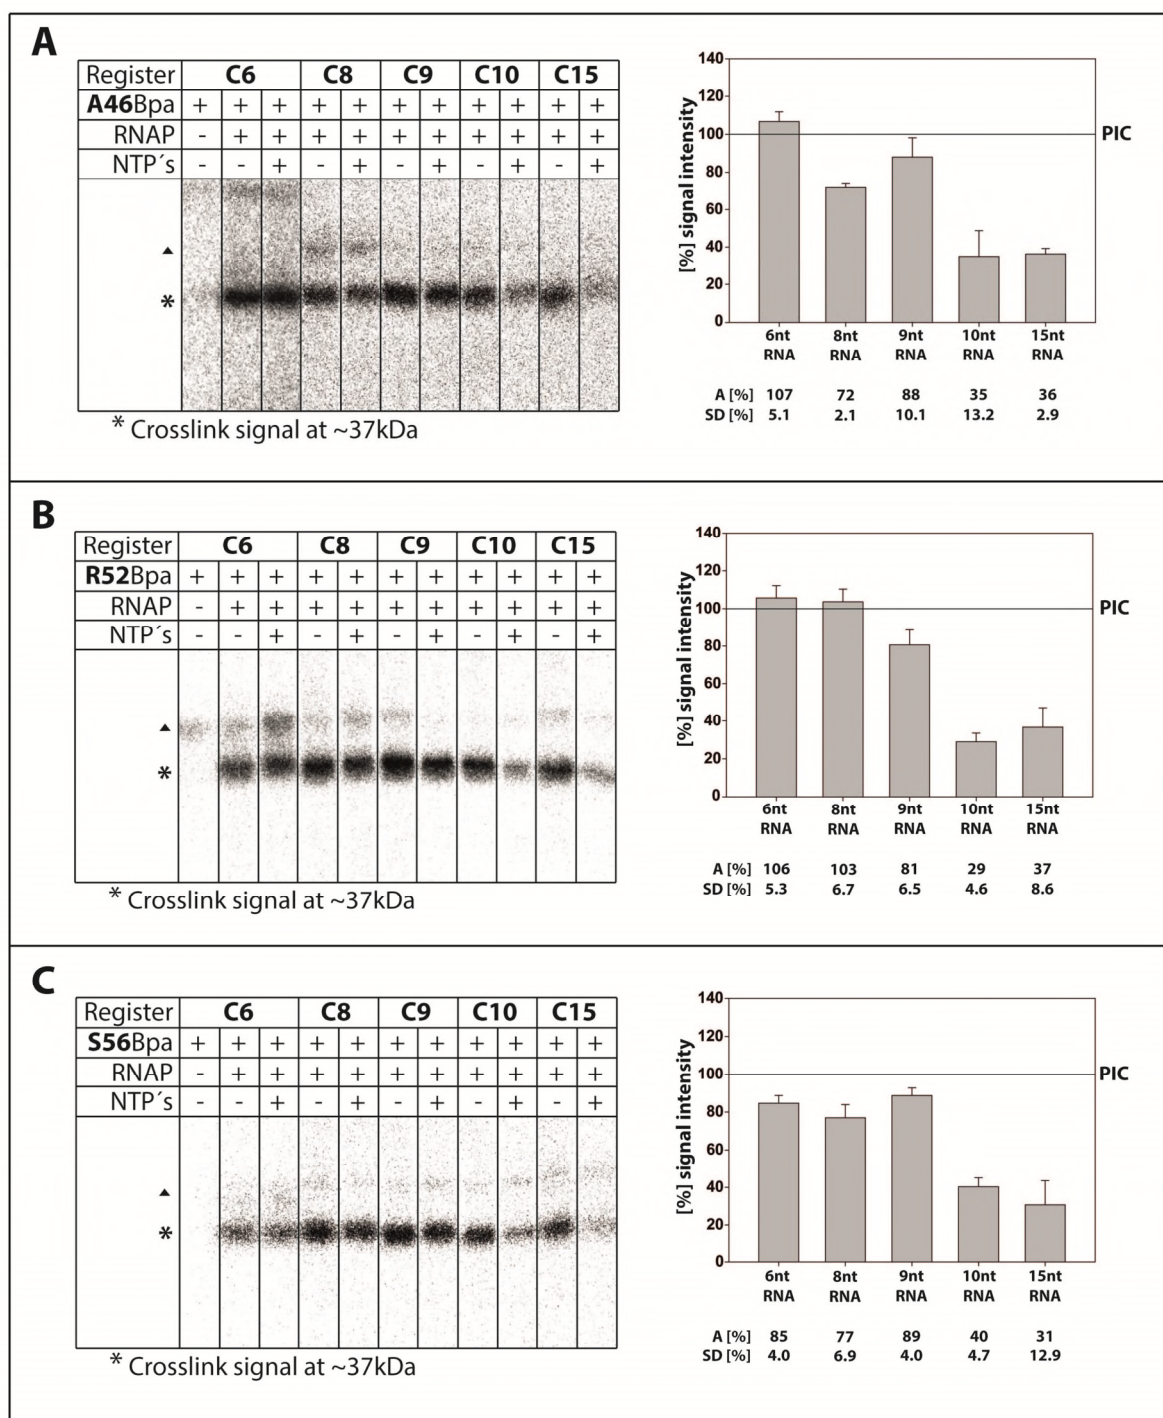 A
Register C6 C8 C9 C10 C15
A46Bpa + + + + + + + + + + +
RNAP - + + + + + + + + + +
NTP´s - - + - + - + - + - +
▲
*
* Crosslink signal at ~37kDa
[%] signal intensity
140
120
100
80
60
40
20
0
PIC
6nt 8nt 9nt 10nt 15nt
RNA RNA RNA RNA RNA
A [%] 107 72 88 35 36
SD [%] 5.1 2.1 10.1 13.2 2.9
B
Register C6 C8 C9 C10 C15
R52Bpa + + + + + + + + + + +
RNAP - + + + + + + + + + +
NTP´s - - + - + - + - + - +
▲
*
* Crosslink signal at ~37kDa
[%] signal intensity
140
120
100
80
60
40
20
0
PIC
6nt 8nt 9nt 10nt 15nt
RNA RNA RNA RNA RNA
A [%] 106 103 81 29 37
SD [%] 5.3 6.7 6.5 4.6 8.6
C
Register C6 C8 C9 C10 C15
S56Bpa + + + + + + + + + + +
RNAP - + + + + + + + + + +
NTP´s - - + - + - + - + - +
▲
*
* Crosslink signal at ~37kDa
[%] signal intensity
140
120
100
80
60
40
20
0
PIC
6nt 8nt 9nt 10nt 15nt
RNA RNA RNA RNA RNA
A [%] 85 77 89 40 31
SD [%] 4.0 6.9 4.0 4.7 12.9